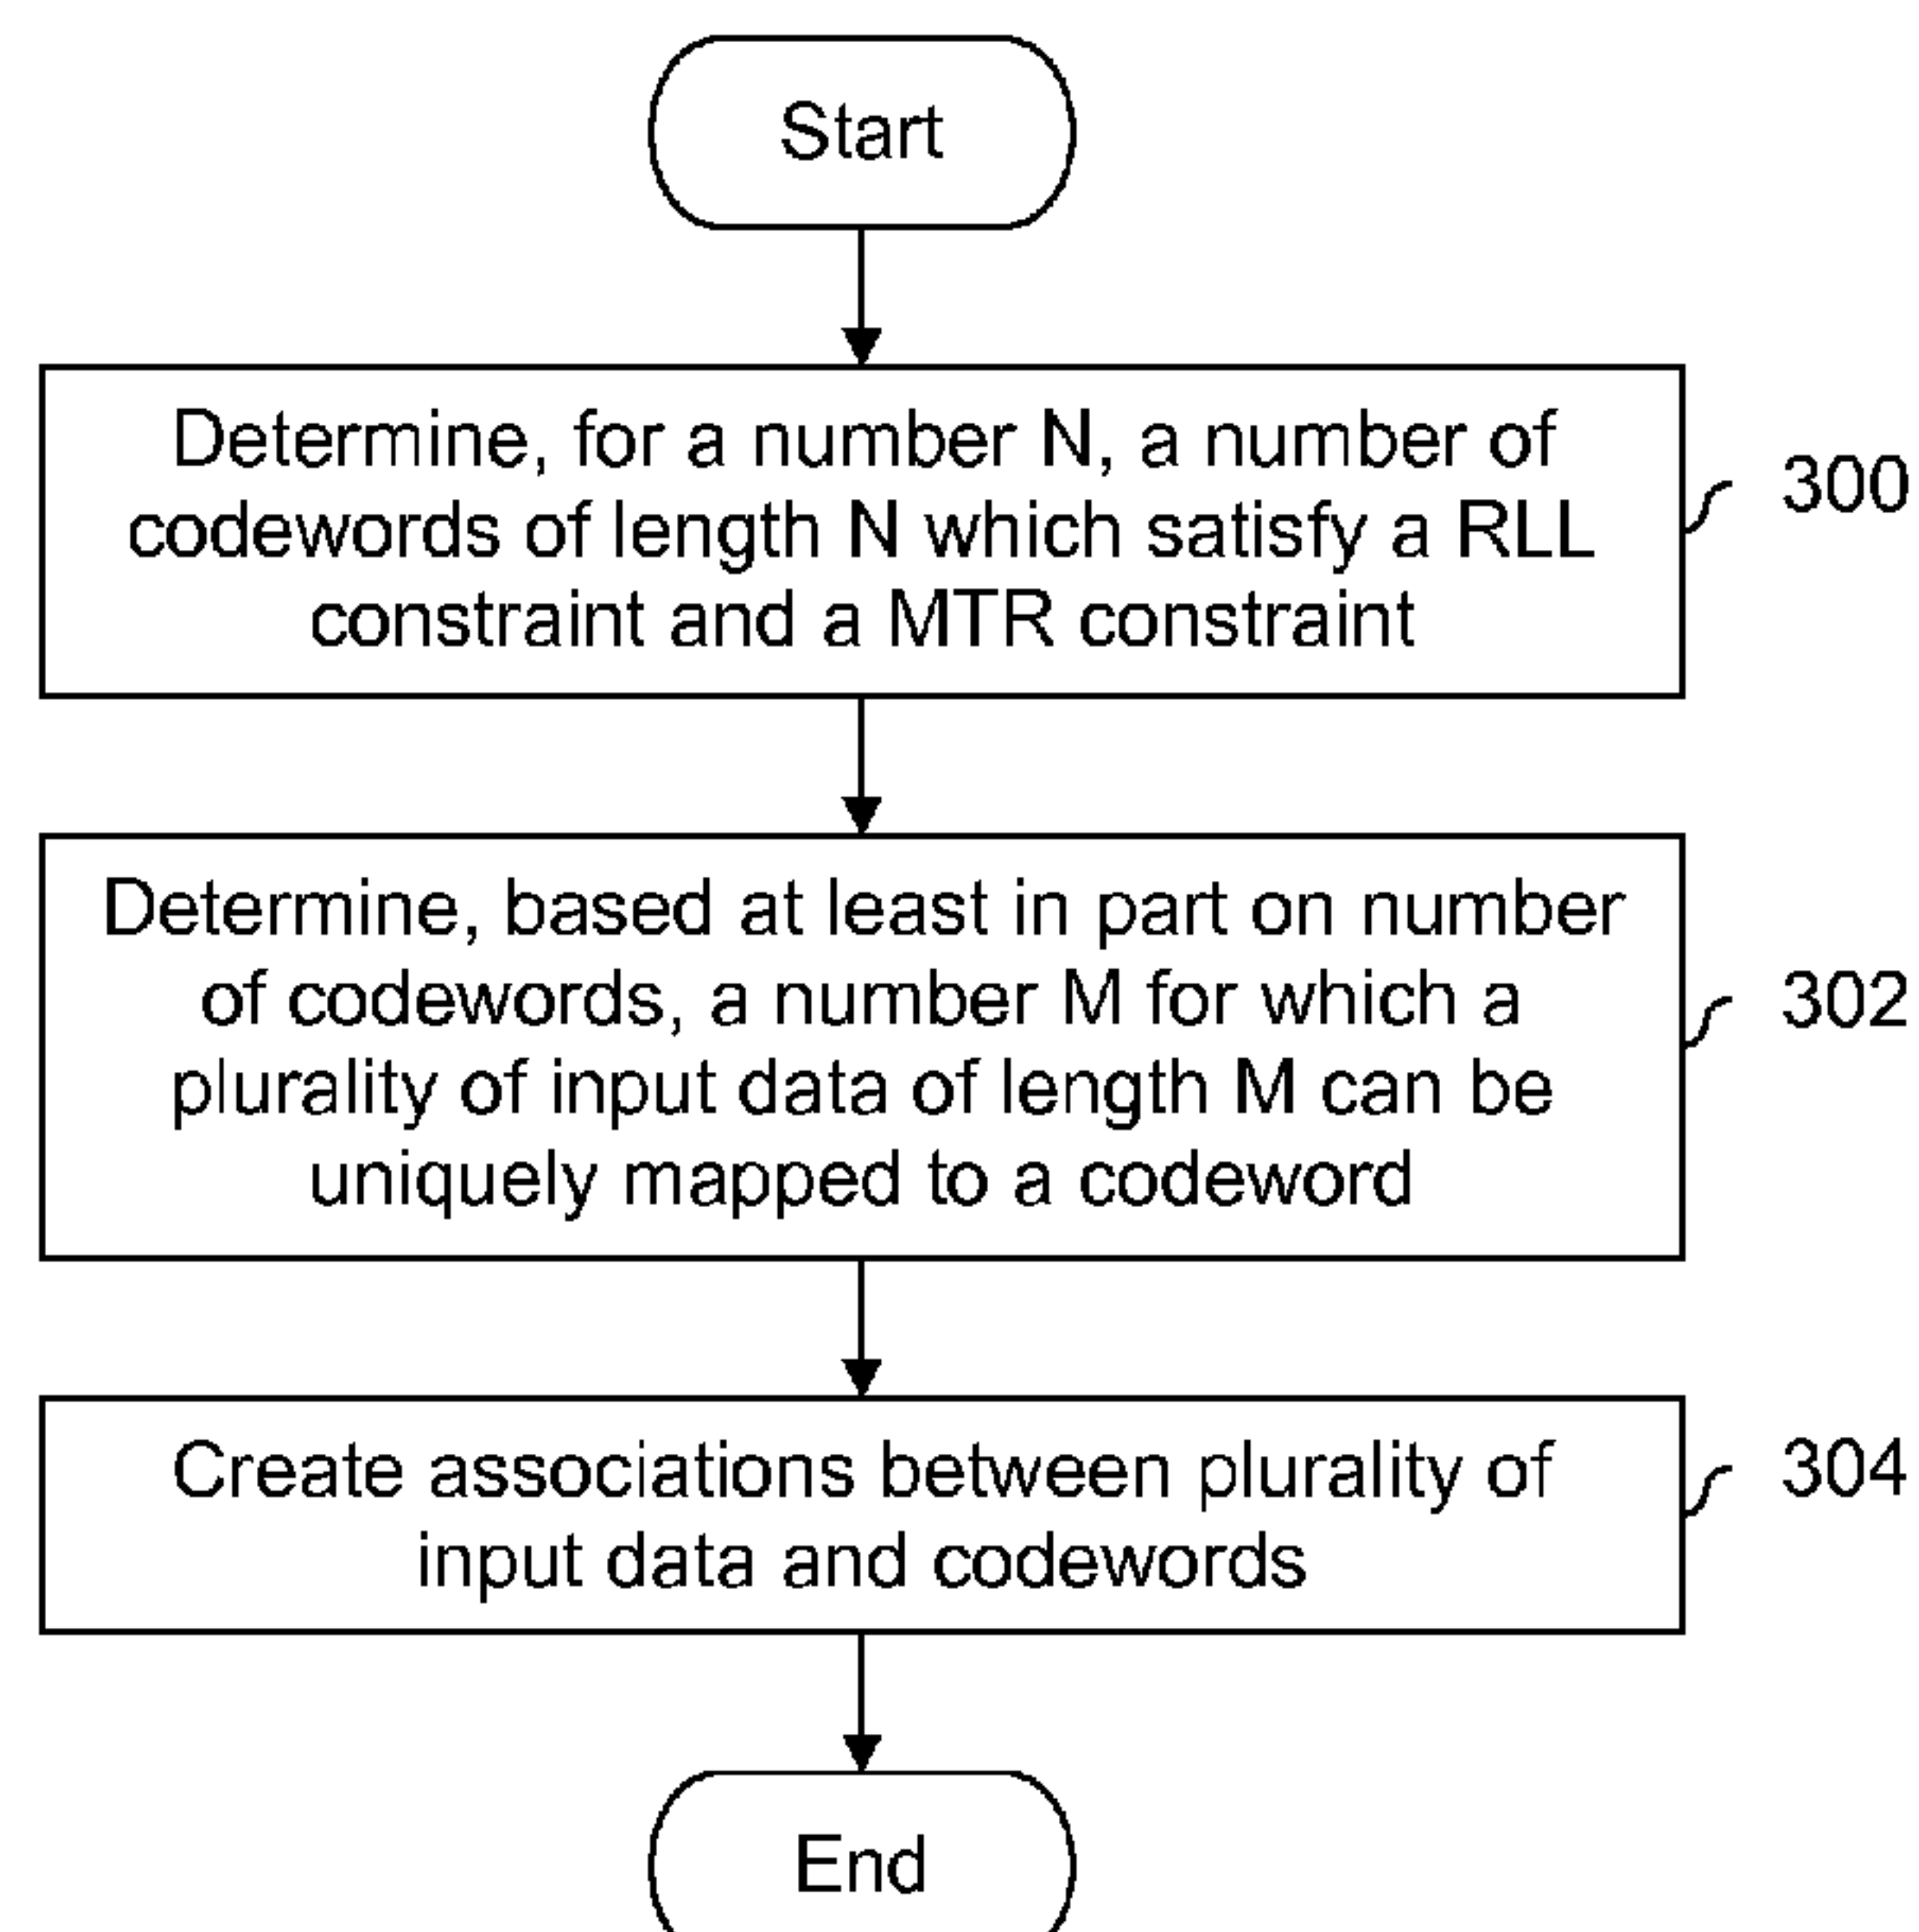 Start
Determine, for a number N, a number of
codewords of length N which satisfy a RLL
constraint and a MTR constraint
300
Determine, based at least in part on number
of codewords, a number M for which a
plurality of input data of length M can be
uniquely mapped to a codeword
302
Create associations between plurality of
input data and codewords
304
End